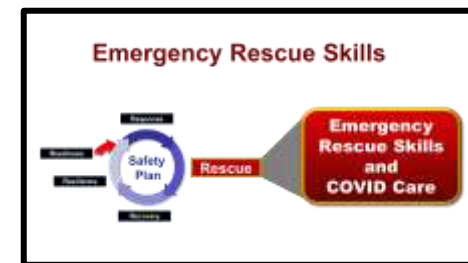 Emergency Rescue Skills
Response
Readiness
Safety
Plan
Resiliency
Recovery
Rescue
Emergency
Rescue Skills
and
COVID Care